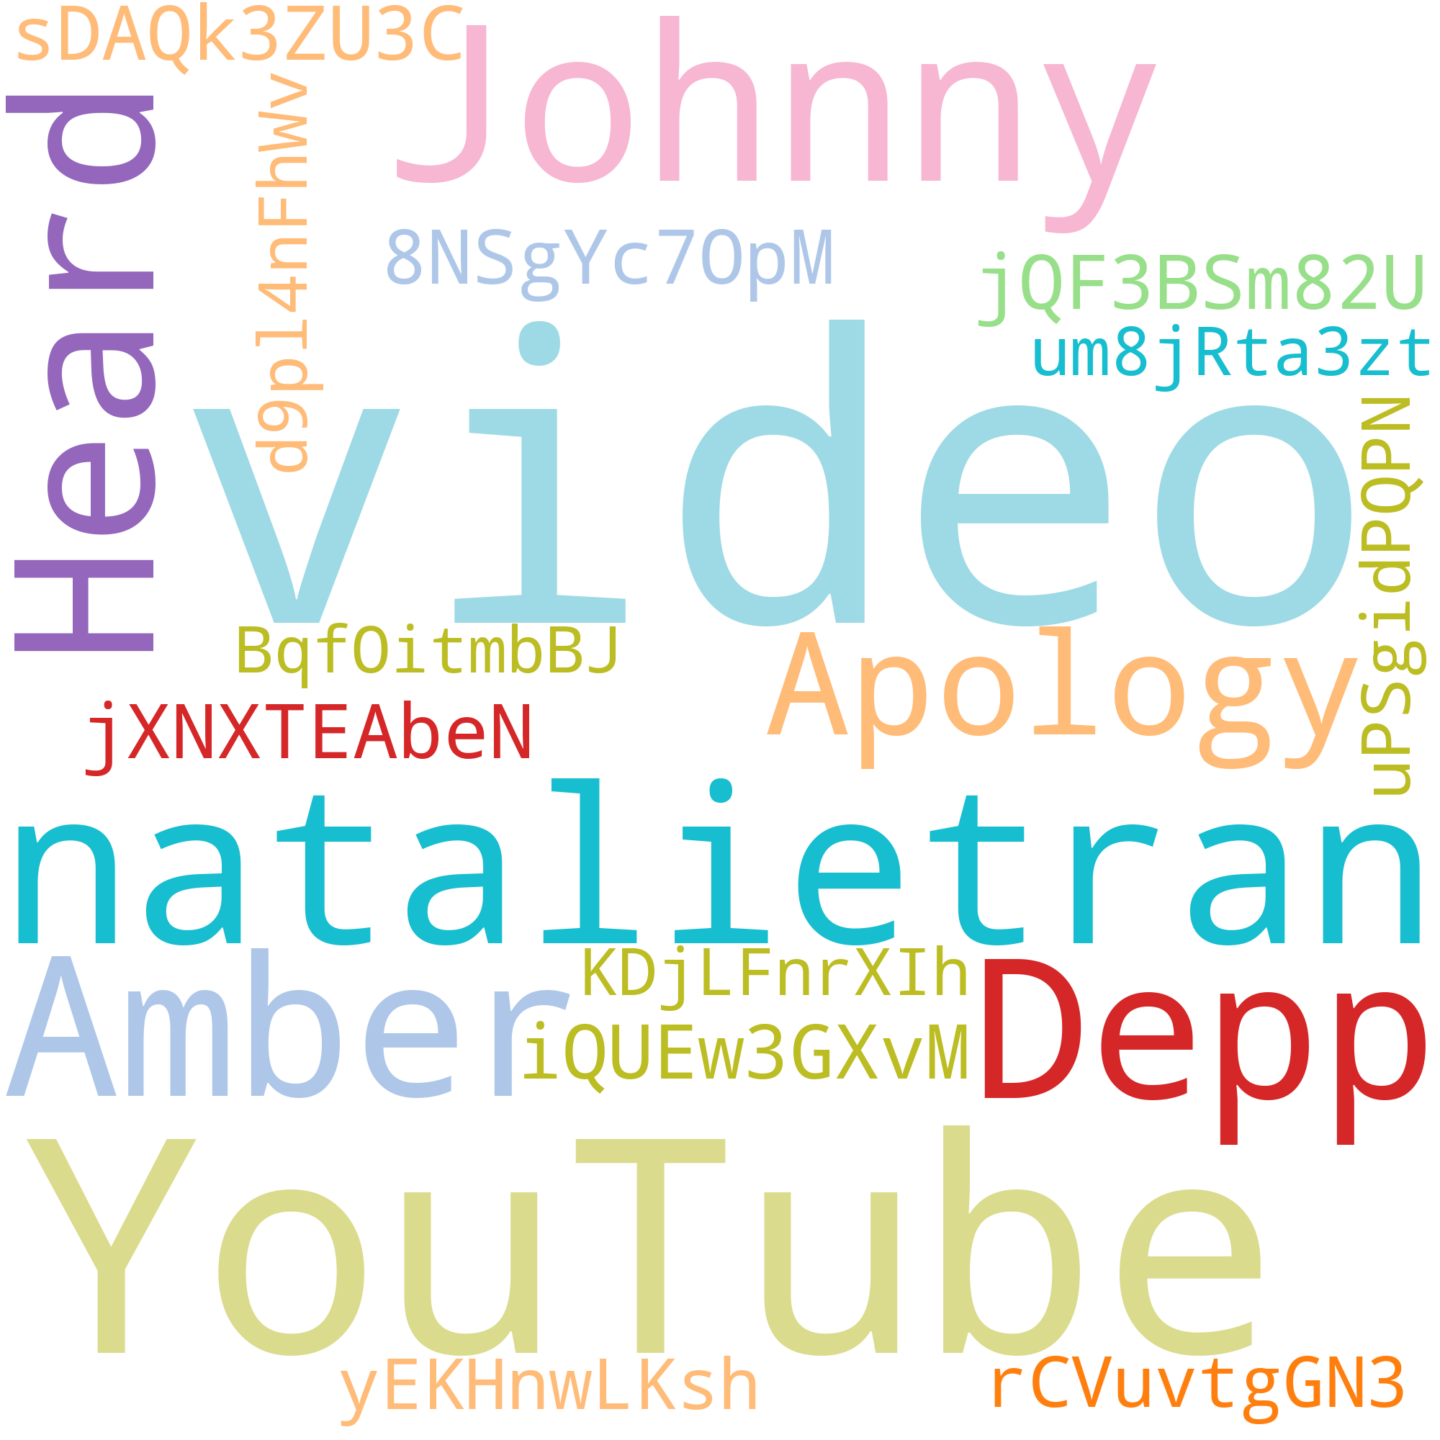 sDAQk3ZU3C
Johnny
Heard
d9pl4nFhWv
8NSgYc7OpM
jQF3BSm82U
um8jRta3zt
video
uPSgidPQPN
BqfOitmbBJ
Apology
jXNXTEAbeN
natalietran
Amber
KDjLFnrXIh
iQUEw3GXvM
Depp
YouTube
yEKHnwLKsh
rCVuvtgGN3